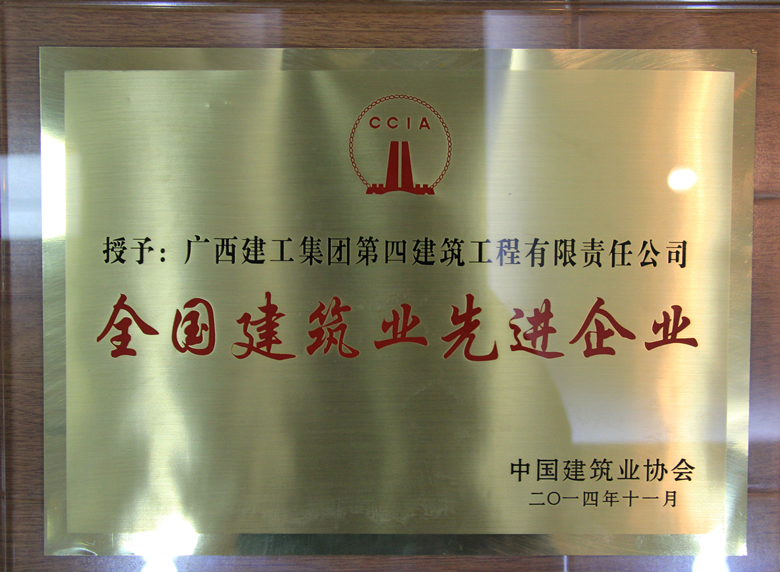 CCIA
授予：广西建工集团第四建筑工程有限责任公司
全国建筑业先进企业
中国建筑业协会
二〇一四年十一月